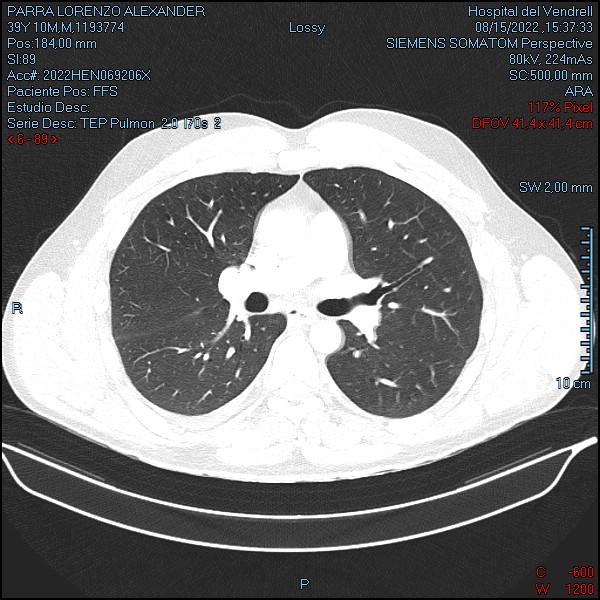 PARRA LORENZO ALEXANDER
39Y 10M,M,1193774
Pos:184,00 mm
SI:89
Acc#: 2022HEN069206X
Paciente Pos: FFS
Estudio Desc:
Serie Desc: TEP Pulmon 2.0 I70s 2
< 6 - 89 >
Lossy
Hospital del Vendrell
08/15/2022 ,15:37:33
SIEMENS SOMATOM Perspective
80kV, 224mAs
SC:500,00 mm
ARA
117% Pixel
DFOV 41,4 x 41,4 cm
SW 2,00 mm
R
10 cm
P
C -600
W 1200